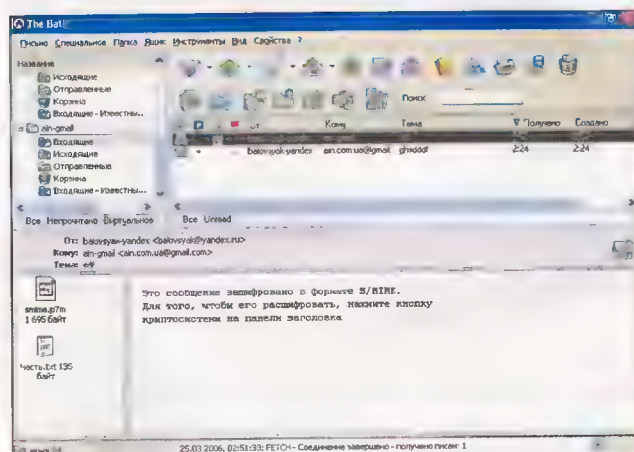 The Bat!
Письмо Специальное Папка Ящик Инструменты Вид Свойства ?
Название
Исходящие
Отправленные
Корзина
Входящие - Известны...
ain-gmail
Входящие
Исходящие
Отправленные
Корзина
Входящие - Известны...
Все Непрочитано Виртуальное
Поиск
От Кому Тема Получено Создано
balovsyak-yandex ain.com.ua@gmail 2:24 2:24
Все Unread
От: balovsyak-yandex <balovsyak@yandex.ru>
Кому: ain-gmail <ain.com.ua@gmail.com>
Тема:
smime.p7m
1 695 байт
Часть.txt 135
байт
Это сообщение зашифровано в формате S/MIME.
Для того, чтобы его расшифровать, нажмите кнопку
криптосистемы на панели заголовка
25.03.2006, 02:51:33: FETCH - Соединение завершено - получено писем: 1